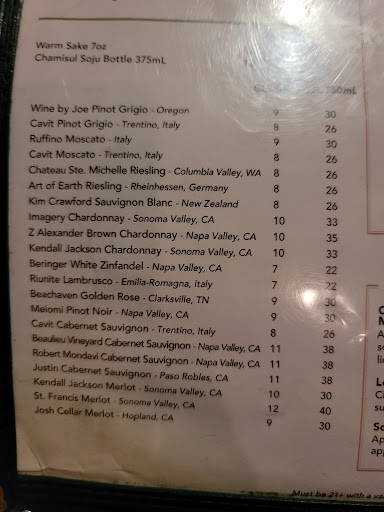 Warm Sake 7oz
Chamisul Soju Bottle 375mL
Wine by Joe Pinot Grigio - Oregon 9 30
Cavit Pinot Grigio - Trentino, Italy 8 26
Ruffino Moscato - Italy 9 30
Cavit Moscato - Trentino, Italy 8 26
Chateau Ste. Michelle Riesling - Columbia Valley, WA 8 26
Art of Earth Riesling - Rheinhessen, Germany 8 26
Kim Crawford Sauvignon Blanc - New Zealand 8 26
Imagery Chardonnay - Sonoma Valley, CA 10 33
Z Alexander Brown Chardonnay - Napa Valley, CA 10 35
Kendall Jackson Chardonnay - Sonoma Valley, CA 10 33
Beringer White Zinfandel - Napa Valley, CA 7 22
Riunite Lambrusco - Emilia-Romagna, Italy 7 22
Beachaven Golden Rose - Clarksville, TN 9 30
Meiomi Pinot Noir - Napa Valley, CA 9 30
Cavit Cabernet Sauvignon - Trentino, Italy 8 26
Beaulieu Vineyard Cabernet Sauvignon - Napa Valley, CA 11 38
Robert Mondavi Cabernet Sauvignon - Napa Valley, CA 11 38
Justin Cabernet Sauvignon - Paso Robles, CA 11 38
Kendall Jackson Merlot - Sonoma Valley, CA 10 30
St. Francis Merlot - Sonoma Valley, CA 12 40
Josh Cellar Merlot - Hopland, CA 9 30
Must be 21+ with a